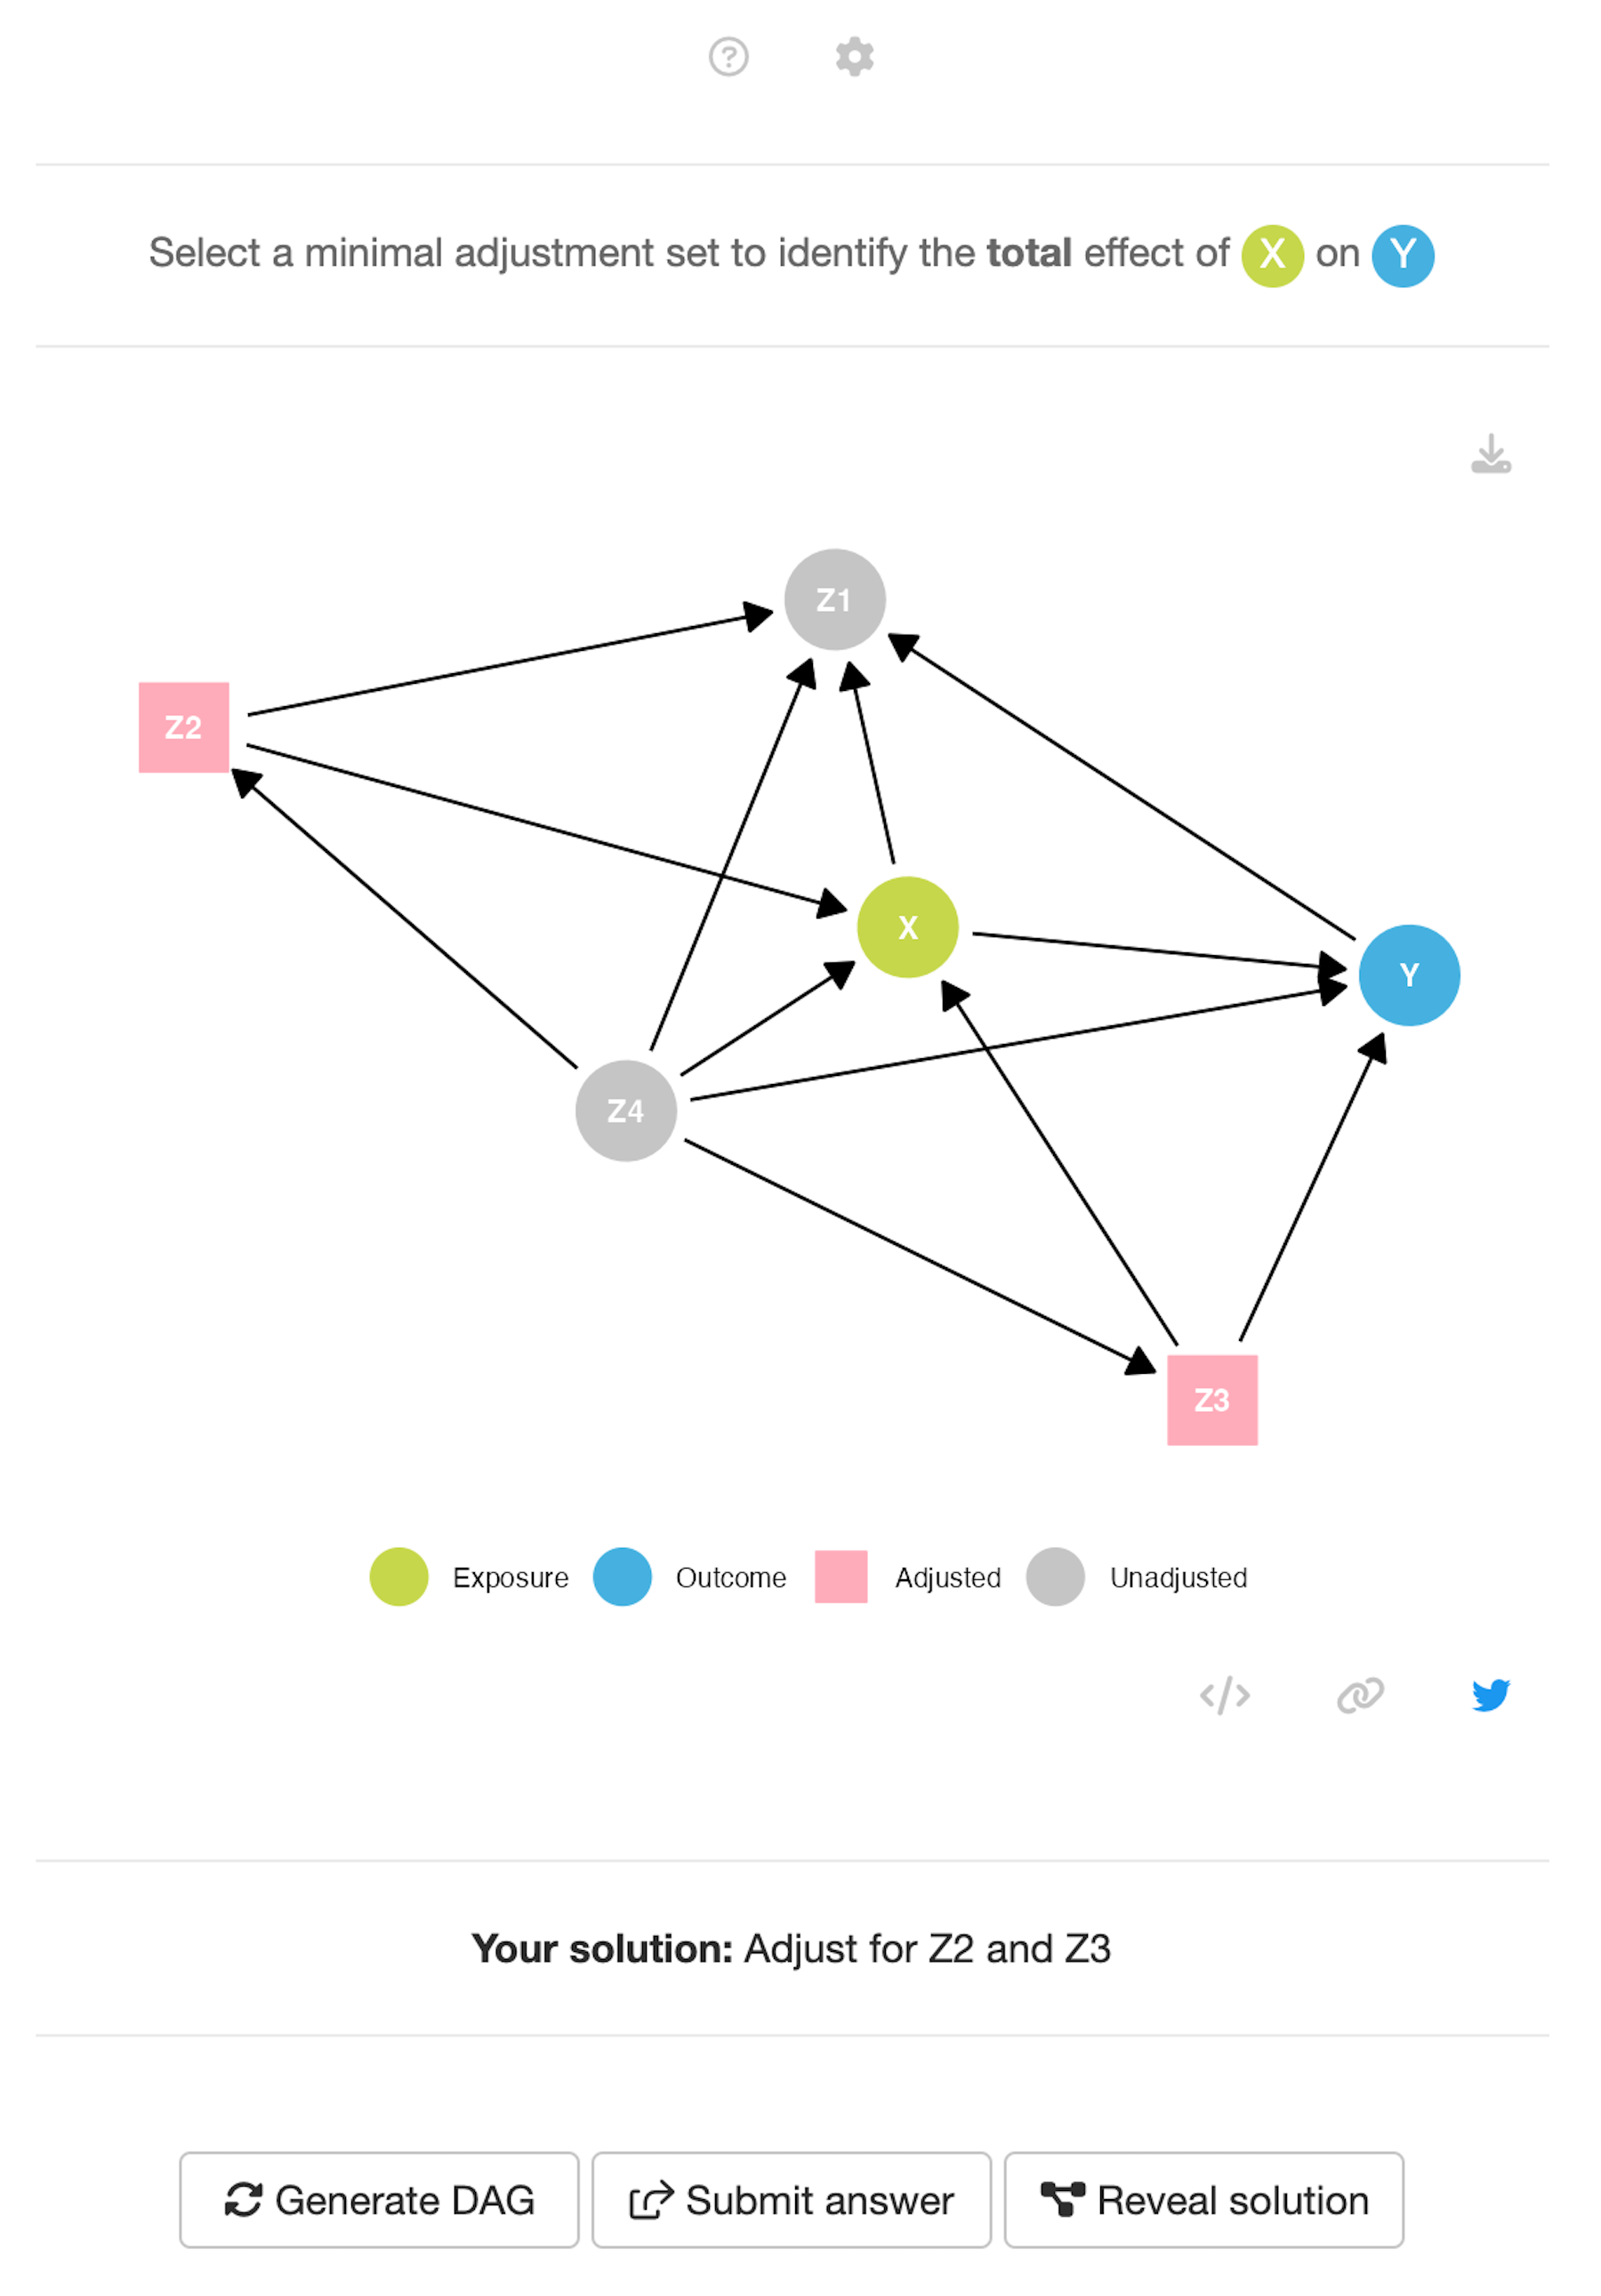 Select a minimal adjustment set to identify the total effect of X on Y
Z1
Z2
X
Y
Z4
Z3
Exposure Outcome Adjusted Unadjusted
Your solution: Adjust for Z2 and Z3
Generate DAG Submit answer Reveal solution